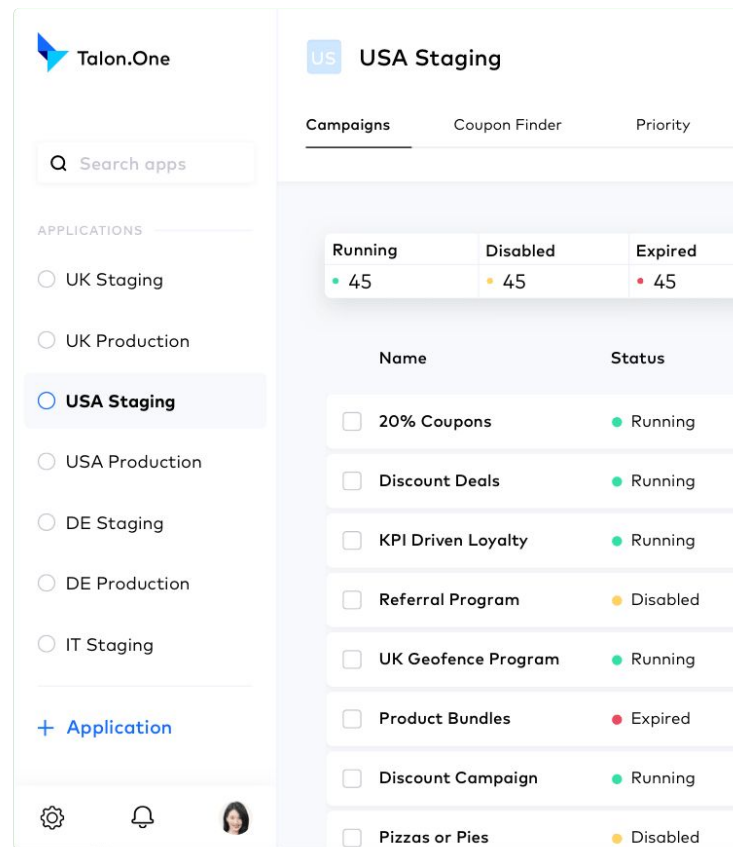 Talon.One
Search apps
APPLICATIONS
UK Staging
UK Production
USA Staging
USA Production
DE Staging
DE Production
IT Staging
+ Application
US USA Staging
Campaigns Coupon Finder Priority
Running Disabled Expired
45 45 45
Name Status
20% Coupons Running
Discount Deals Running
KPI Driven Loyalty Running
Referral Program Disabled
UK Geofence Program Running
Product Bundles Expired
Discount Campaign Running
Pizzas or Pies Disabled